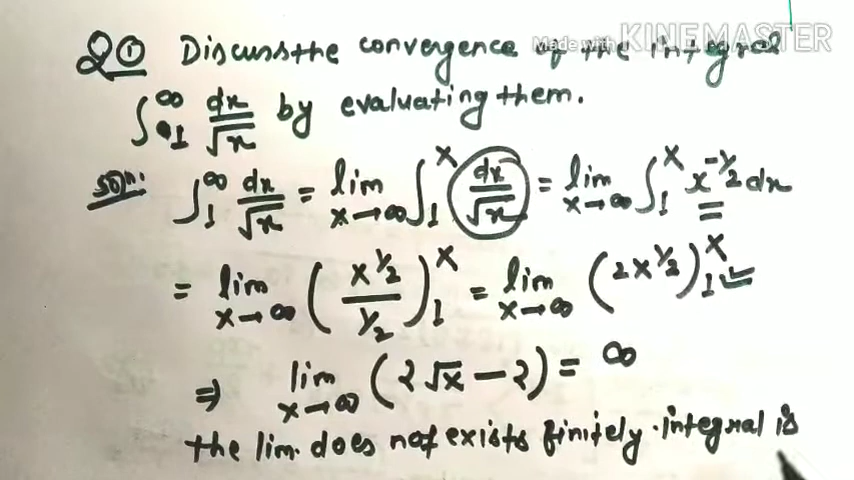 Q① Discuss the convergence of the integral
Made with KINEMASTER
∫₁^∞ dx/√x by evaluating them.
Soln: ∫₁^∞ dx/√x = lim x→∞ ∫₁^X dx/√x = lim x→∞ ∫₁^X x^-1/2 dx
= lim x→∞ (x^1/2 / 1/2)₁^X = lim x→∞ (2x^1/2)₁^X
⇒ lim x→∞ (2√x − 2) = ∞
the lim. does not exists finitely. integral is